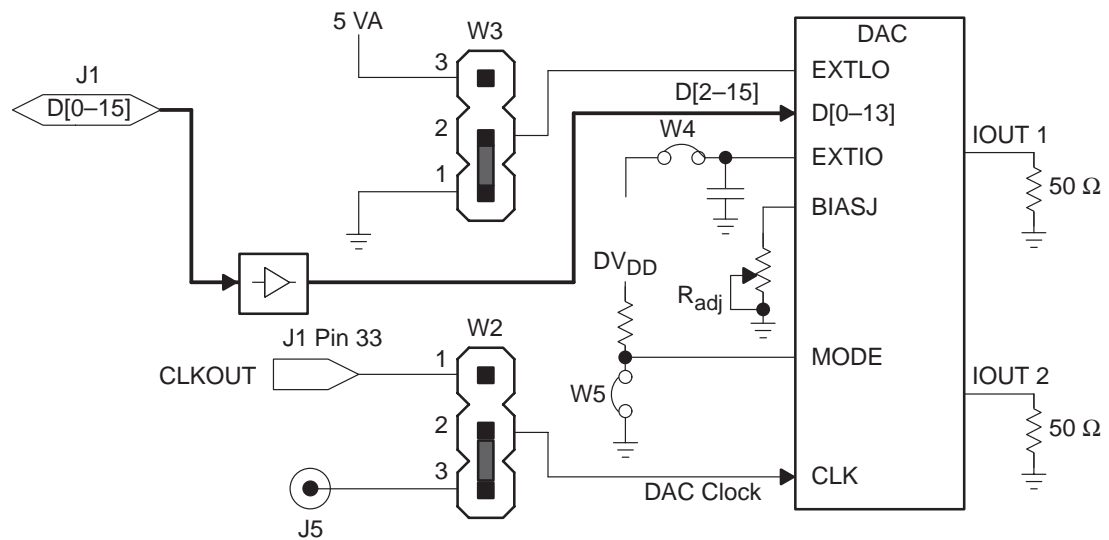 5 VA
W3
DAC
J1
3
EXTLO
D[0–15]
D[2–15]
D[0–13]
2
W4
IOUT 1
EXTIO
1
50 Ω
BIASJ
DVDD
Radj
W2
J1 Pin 33
MODE
1
CLKOUT
IOUT 2
W5
2
50 Ω
3
CLK
DAC Clock
J5